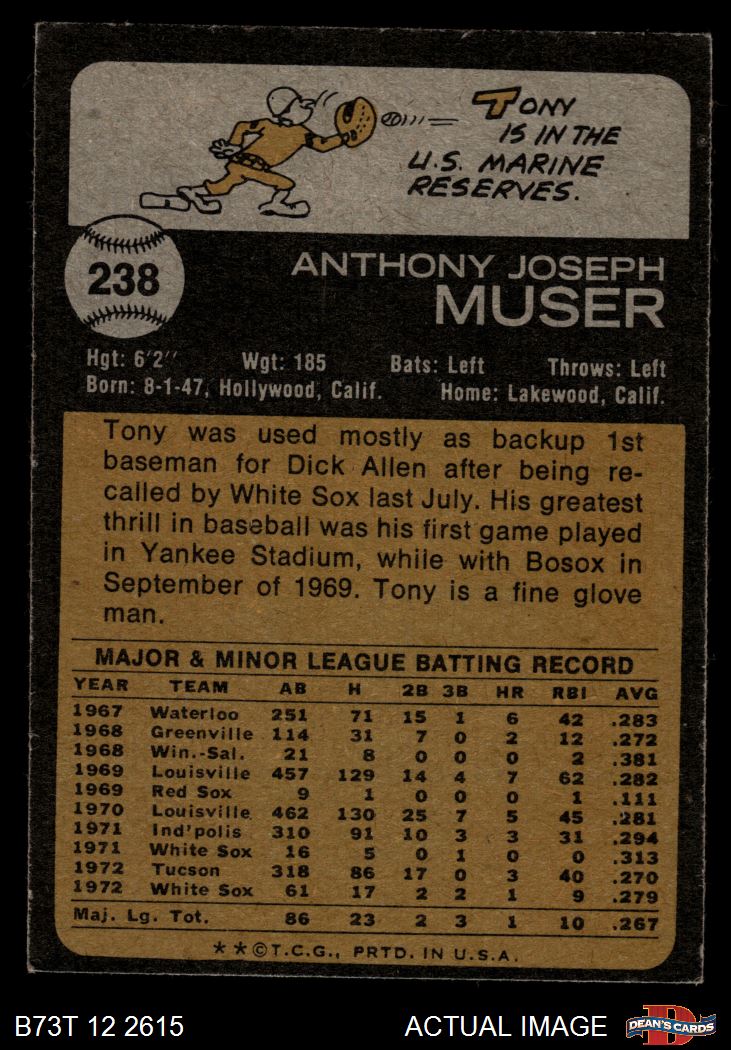 TONY
IS IN THE
U.S. MARINE
RESERVES.
238
ANTHONY JOSEPH
MUSER
Hgt: 6'2" Wgt: 185 Bats: Left Throws: Left
Born: 8-1-47, Hollywood, Calif. Home: Lakewood, Calif.
Tony was used mostly as backup 1st
baseman for Dick Allen after being re-
called by White Sox last July. His greatest
thrill in baseball was his first game played
in Yankee Stadium, while with Bosox in
September of 1969. Tony is a fine glove
man.
MAJOR & MINOR LEAGUE BATTING RECORD
YEAR TEAM AB H 2B 3B HR RBI AVG
1967 Waterloo 251 71 15 1 6 42 .283
1968 Greenville 114 31 7 0 2 12 .272
1968 Win.-Sal. 21 8 0 0 0 2 .381
1969 Louisville 457 129 14 4 7 62 .282
1969 Red Sox 9 1 0 0 0 1 .111
1970 Louisville 462 130 25 7 5 45 .281
1971 Ind'polis 310 91 10 3 3 31 .294
1971 White Sox 16 5 0 1 0 0 .313
1972 Tucson 318 86 17 0 3 40 .270
1972 White Sox 61 17 2 2 1 9 .279
Maj. Lg. Tot. 86 23 2 3 1 10 .267
**©T.C.G., PRTD. IN U.S.A.
B73T 12 2615 ACTUAL IMAGE D DEAN'S CARDS